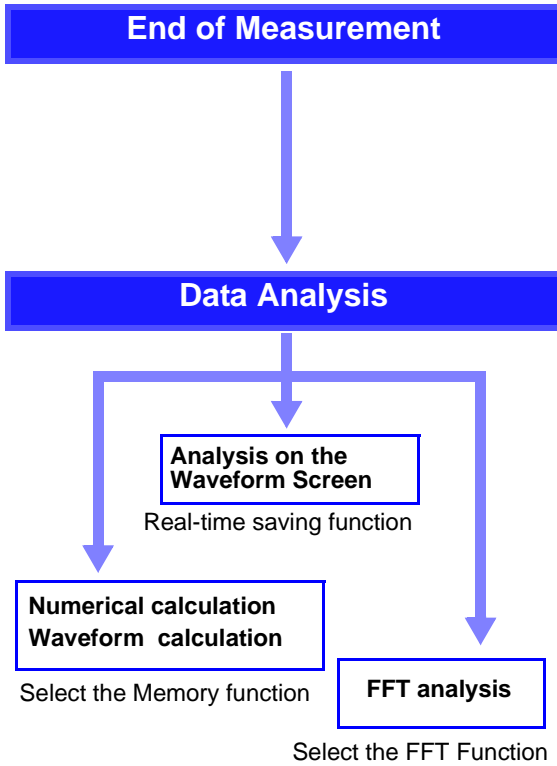 End of Measurement
Data Analysis
Analysis on the
Waveform Screen
Real-time saving function
Numerical calculation
Waveform calculation
Select the Memory function
FFT analysis
Select the FFT Function